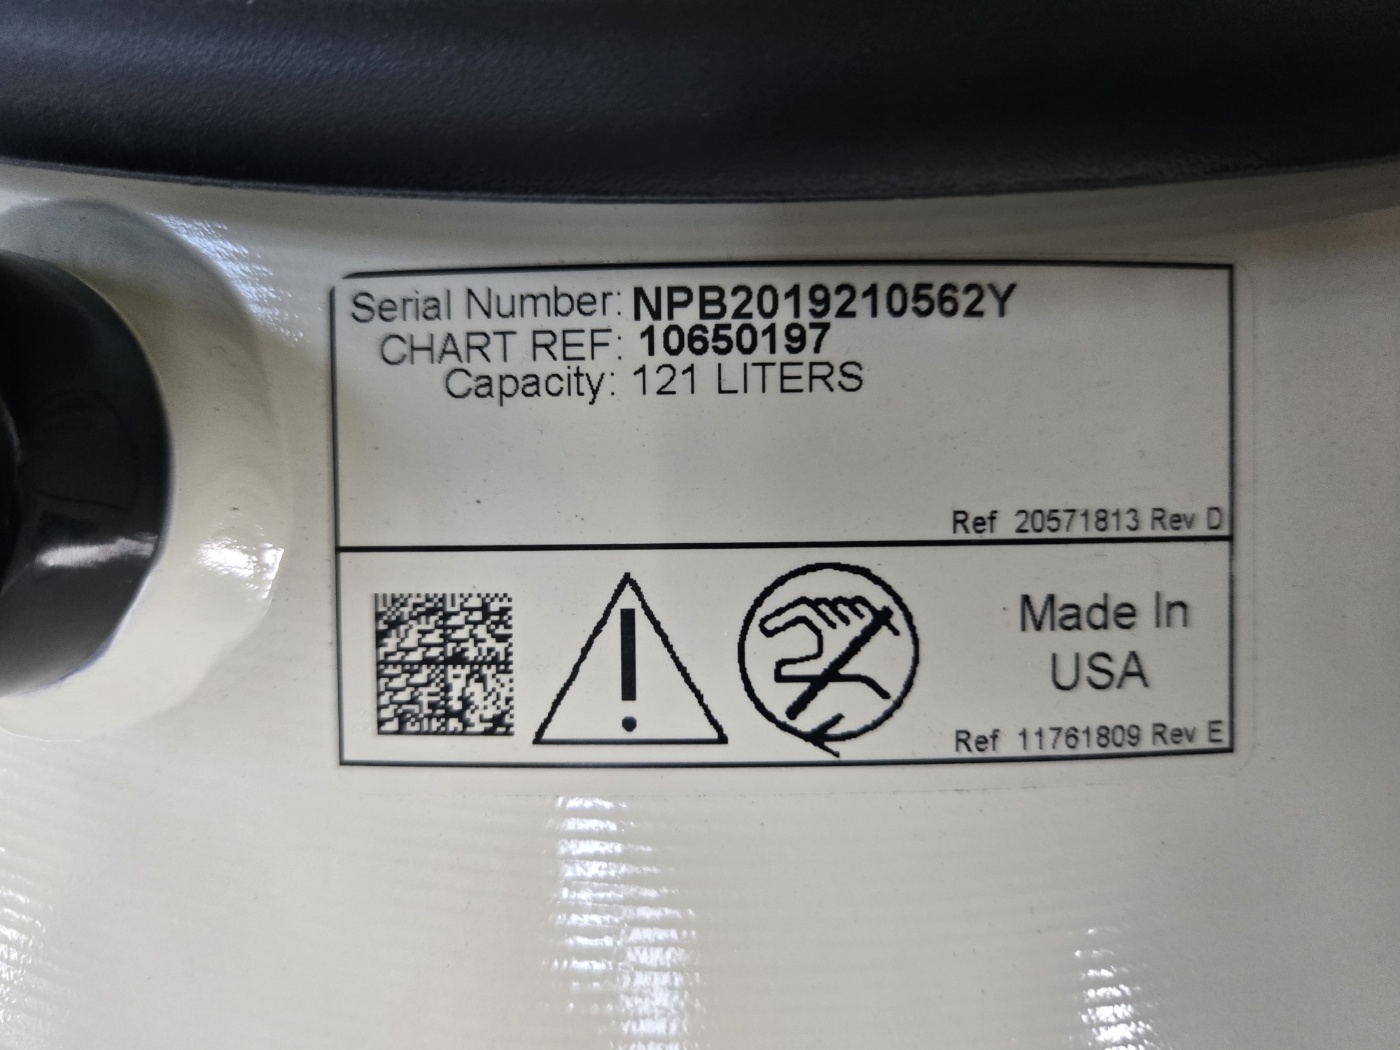 Serial Number: NPB2019210562Y
CHART REF: 10650197
Capacity: 121 LITERS
Ref 20571813 Rev D
Made In
USA
Ref 11761809 Rev E